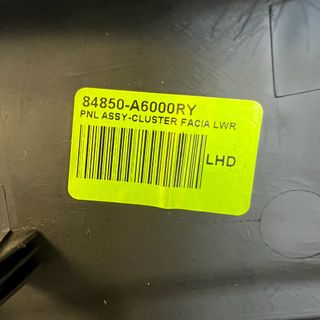 84850-A6000RY
PNL ASSY-CLUSTER FACIA LWR.
LHD